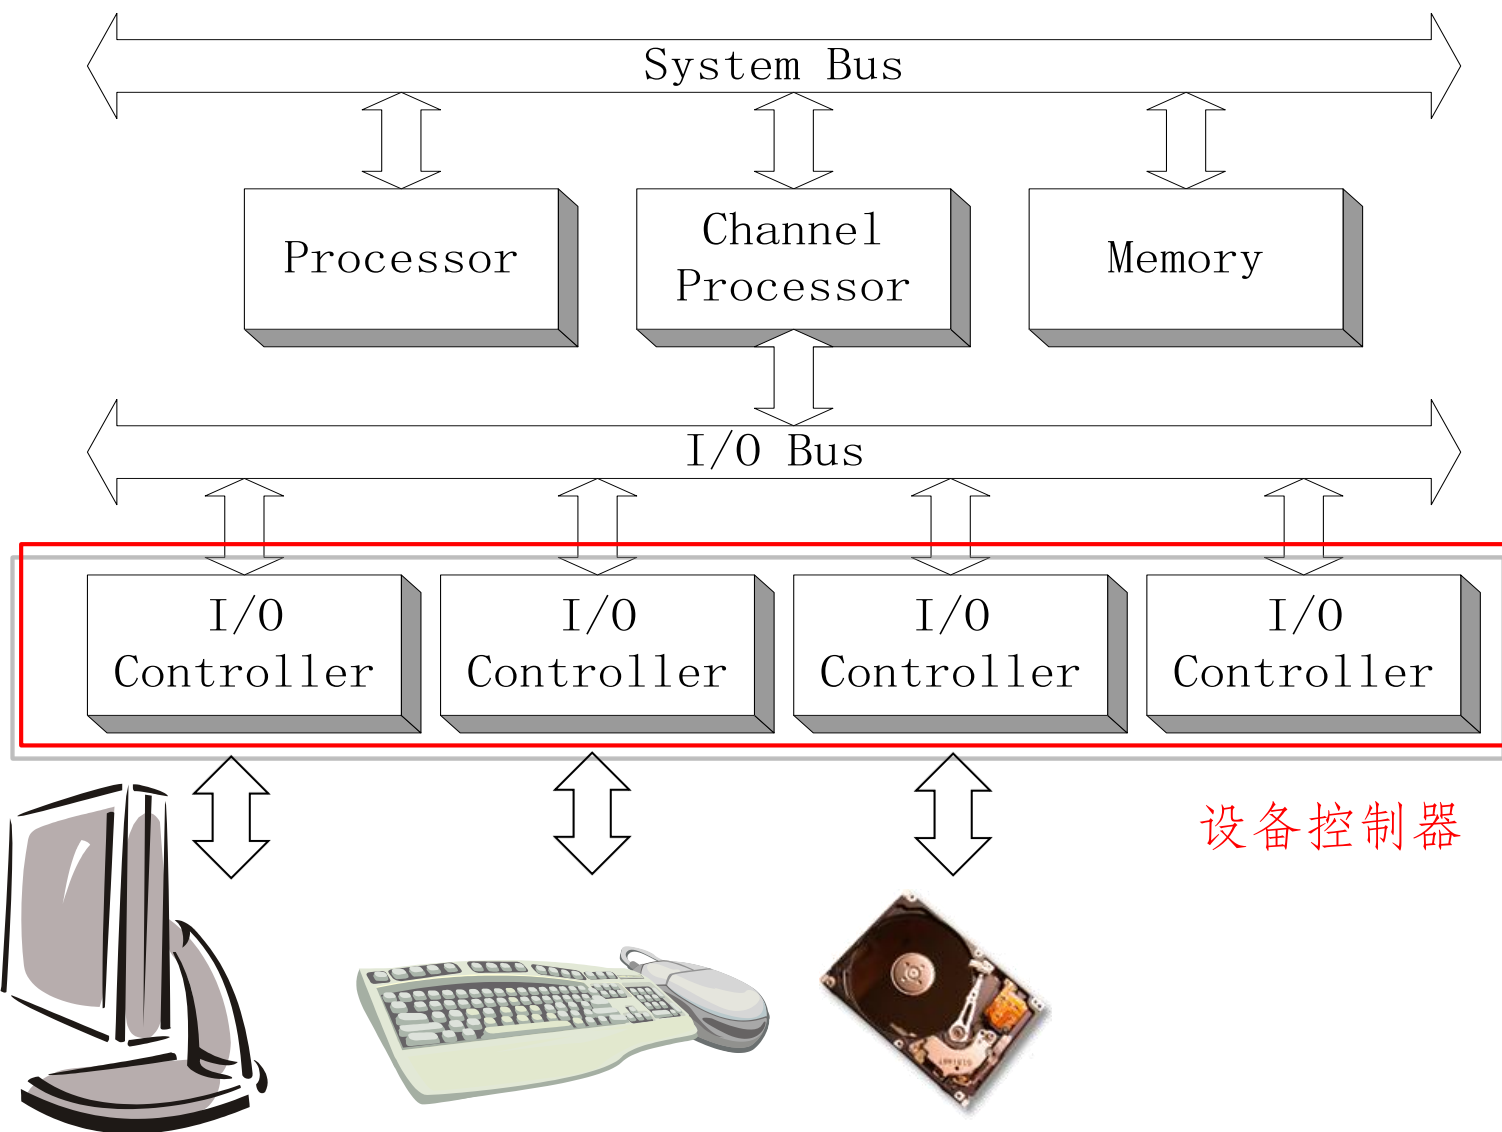 System Bus
Processor
Channel
Processor
Memory
I/O Bus
I/O
Controller
I/O
Controller
I/O
Controller
I/O
Controller
设备控制器